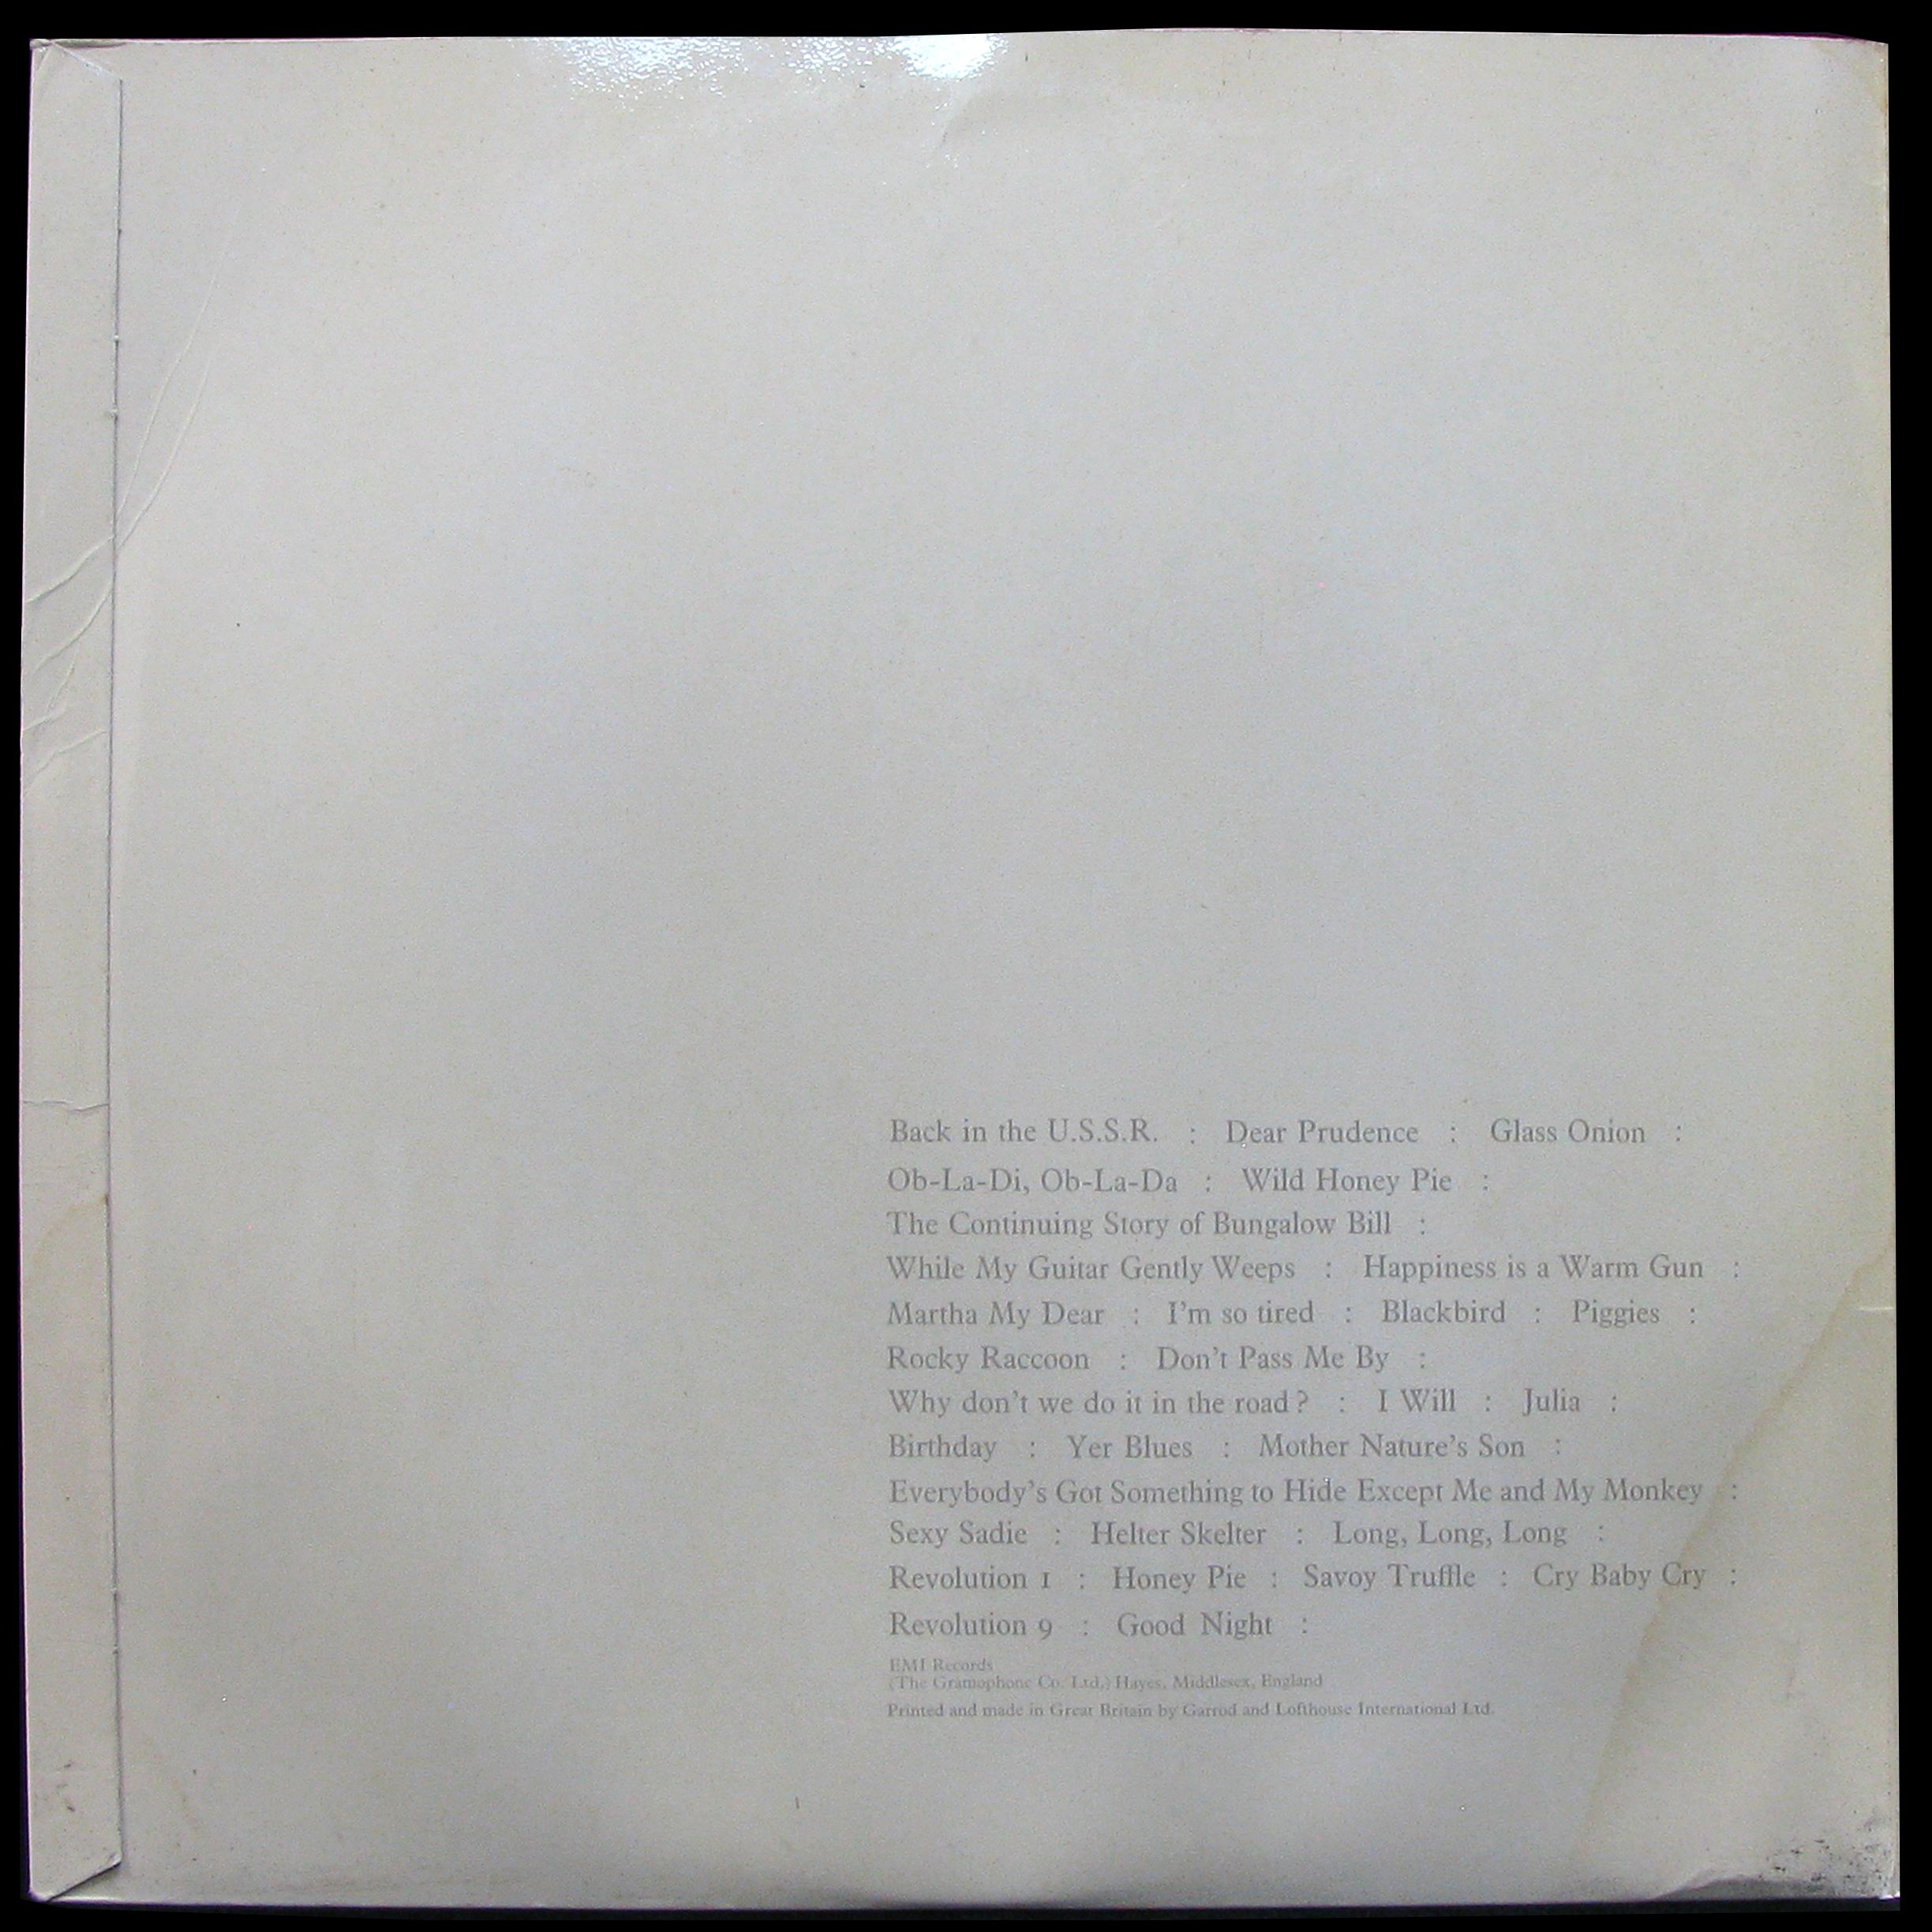 Back in the U.S.S.R. : Dear Prudence : Glass Onion :
Ob-La-Di, Ob-La-Da : Wild Honey Pie :
The Continuing Story of Bungalow Bill :
While My Guitar Gently Weeps : Happiness is a Warm Gun :
Martha My Dear : I'm so tired : Blackbird : Piggies :
Rocky Raccoon : Don't Pass Me By :
Why don't we do it in the road? : I Will : Julia :
Birthday : Yer Blues : Mother Nature's Son :
Everybody's Got Something to Hide Except Me and My Monkey :
Sexy Sadie : Helter Skelter : Long, Long, Long :
Revolution 1 : Honey Pie : Savoy Truffle : Cry Baby Cry :
Revolution 9 : Good Night :
EMI Records
(The Gramophone Co. Ltd.) Hayes, Middlesex, England
Printed and made in Great Britain by Garrod and Lofthouse International Ltd.